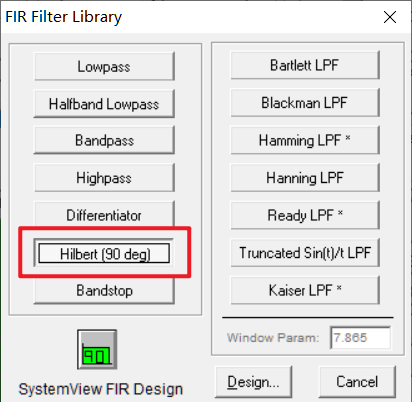 FIR Filter Library
Lowpass
Halfband Lowpass
Bandpass
Highpass
Differentiator
Hilbert (90 deg)
Bandstop
Bartlett LPF
Blackman LPF
Hamming LPF *
Hanning LPF
Ready LPF *
Truncated Sin(t)/t LPF
Kaiser LPF *
Window Param: 7.865
90
SystemView FIR Design
Design...
Cancel